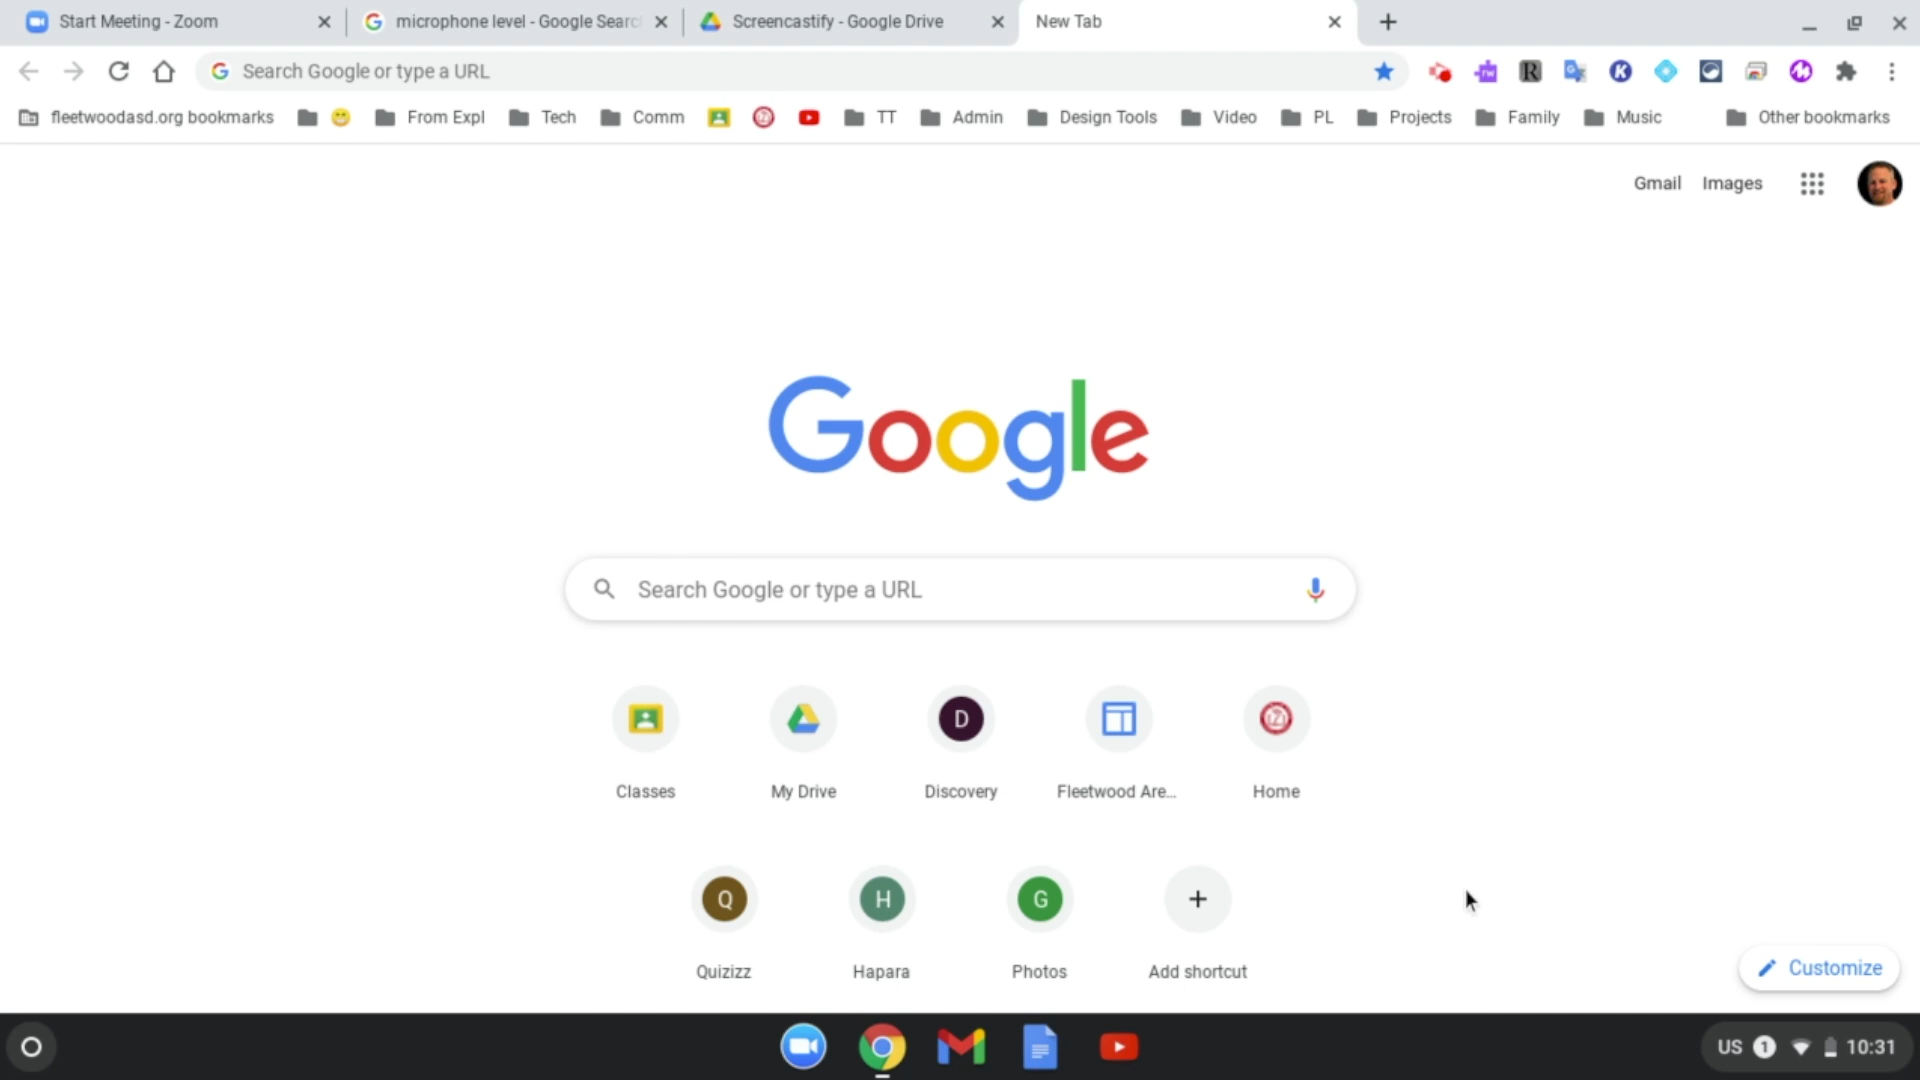 Start Meeting - Zoom
microphone level - Google Searc
Screencastify - Google Drive
New Tab
Search Google or type a URL
fleetwoodasd.org bookmarks
From Expl
Tech
Comm
TT
Admin
Design Tools
Video
PL
Projects
Family
Music
Other bookmarks
Gmail
Images
Google
Search Google or type a URL
D
Classes
My Drive
Discovery
Fleetwood Are...
Home
Q
H
G
Quizizz
Hapara
Photos
Add shortcut
Customize
US
1
10:31